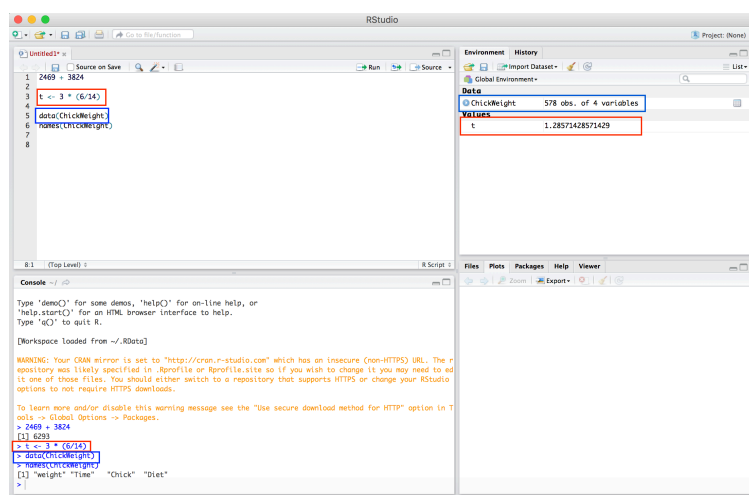 RStudio
Go to file/function
Project: (None)
Untitled1*
Source on Save
Run
Source
1 2469 + 3824
2
3 t <- 3 * (6/14)
4
5 data(ChickWeight)
6 names(ChickWeight)
7
8
8:1 (Top Level)
R Script
Console ~/
Type 'demo()' for some demos, 'help()' for on-line help, or
'help.start()' for an HTML browser interface to help.
Type 'q()' to quit R.
[Workspace loaded from ~/.RData]
WARNING: Your CRAN mirror is set to "http://cran.r-studio.com" which has an insecure (non-HTTPS) URL. The r
epository was likely specified in .Rprofile or Rprofile.site so if you wish to change it you may need to ed
it one of those files. You should either switch to a repository that supports HTTPS or change your RStudio
options to not require HTTPS downloads.
To learn more and/or disable this warning message see the "Use secure download method for HTTP" option in T
ools -> Global Options -> Packages.
> 2469 + 3824
[1] 6293
> t <- 3 * (6/14)
> data(ChickWeight)
> names(ChickWeight)
[1] "weight" "Time" "Chick" "Diet"
>
Environment History
Import Dataset
List
Global Environment
Data
ChickWeight 578 obs. of 4 variables
Values
t 1.28571428571429
Files Plots Packages Help Viewer
Zoom Export